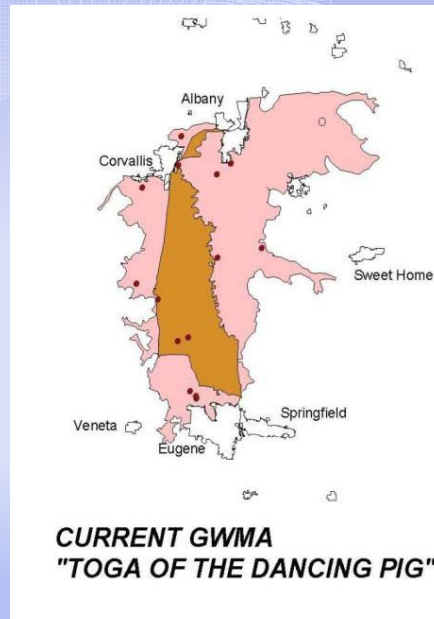 Albany
Corvallis
Sweet Home
Springfield
Veneta
Eugene
CURRENT GWMA
"TOGA OF THE DANCING PIG"